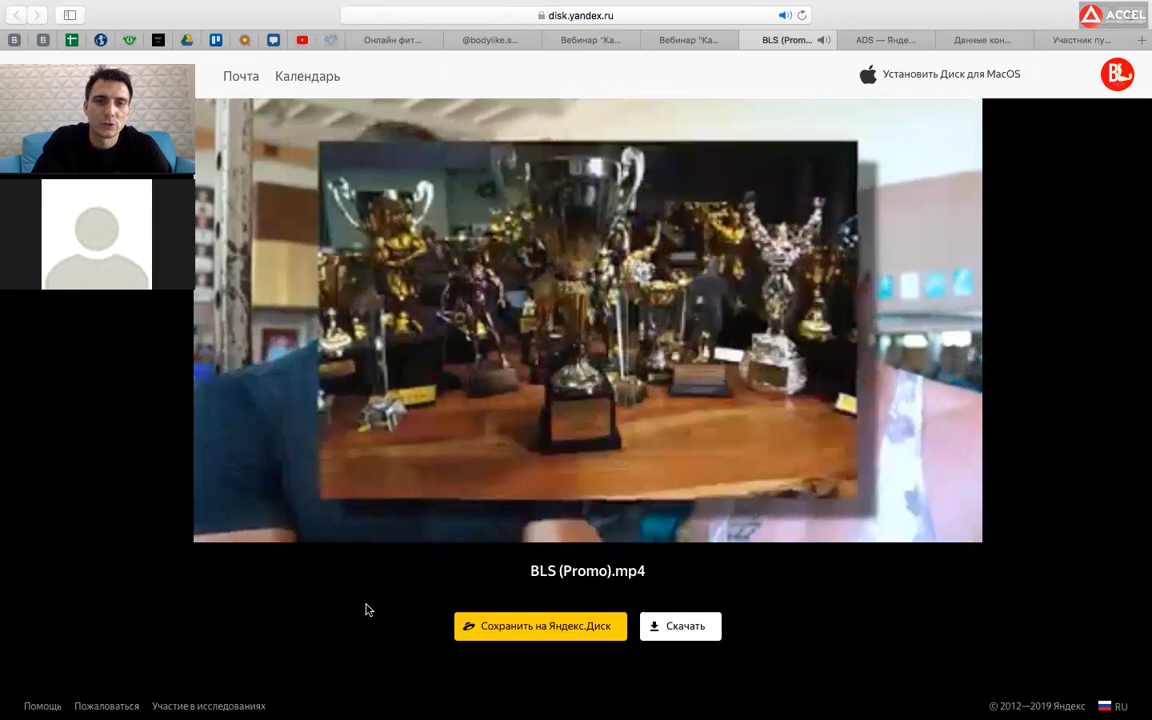 disk.yandex.ru
ACCEL
Онлайн фит...
@bodylike.s...
Вебинар "Ка...
Вебинар "Ка...
BLS (Prom...
ADS — Янде...
Данные кон...
Участник пу...
Почта
Календарь
Установить Диск для MacOS
BLS (Promo).mp4
Сохранить на Яндекс.Диск
Скачать
Помощь
Пожаловаться
Участие в исследованиях
© 2012—2019 Яндекс
RU